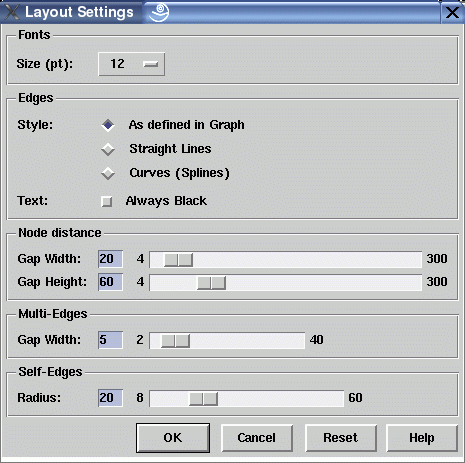 Layout Settings
Fonts
Size (pt): 12
Edges
Style: As defined in Graph
Straight Lines
Curves (Splines)
Text: Always Black
Node distance
Gap Width: 20 4 300
Gap Height: 60 4 300
Multi-Edges
Gap Width: 5 2 40
Self-Edges
Radius: 20 8 60
OK Cancel Reset Help